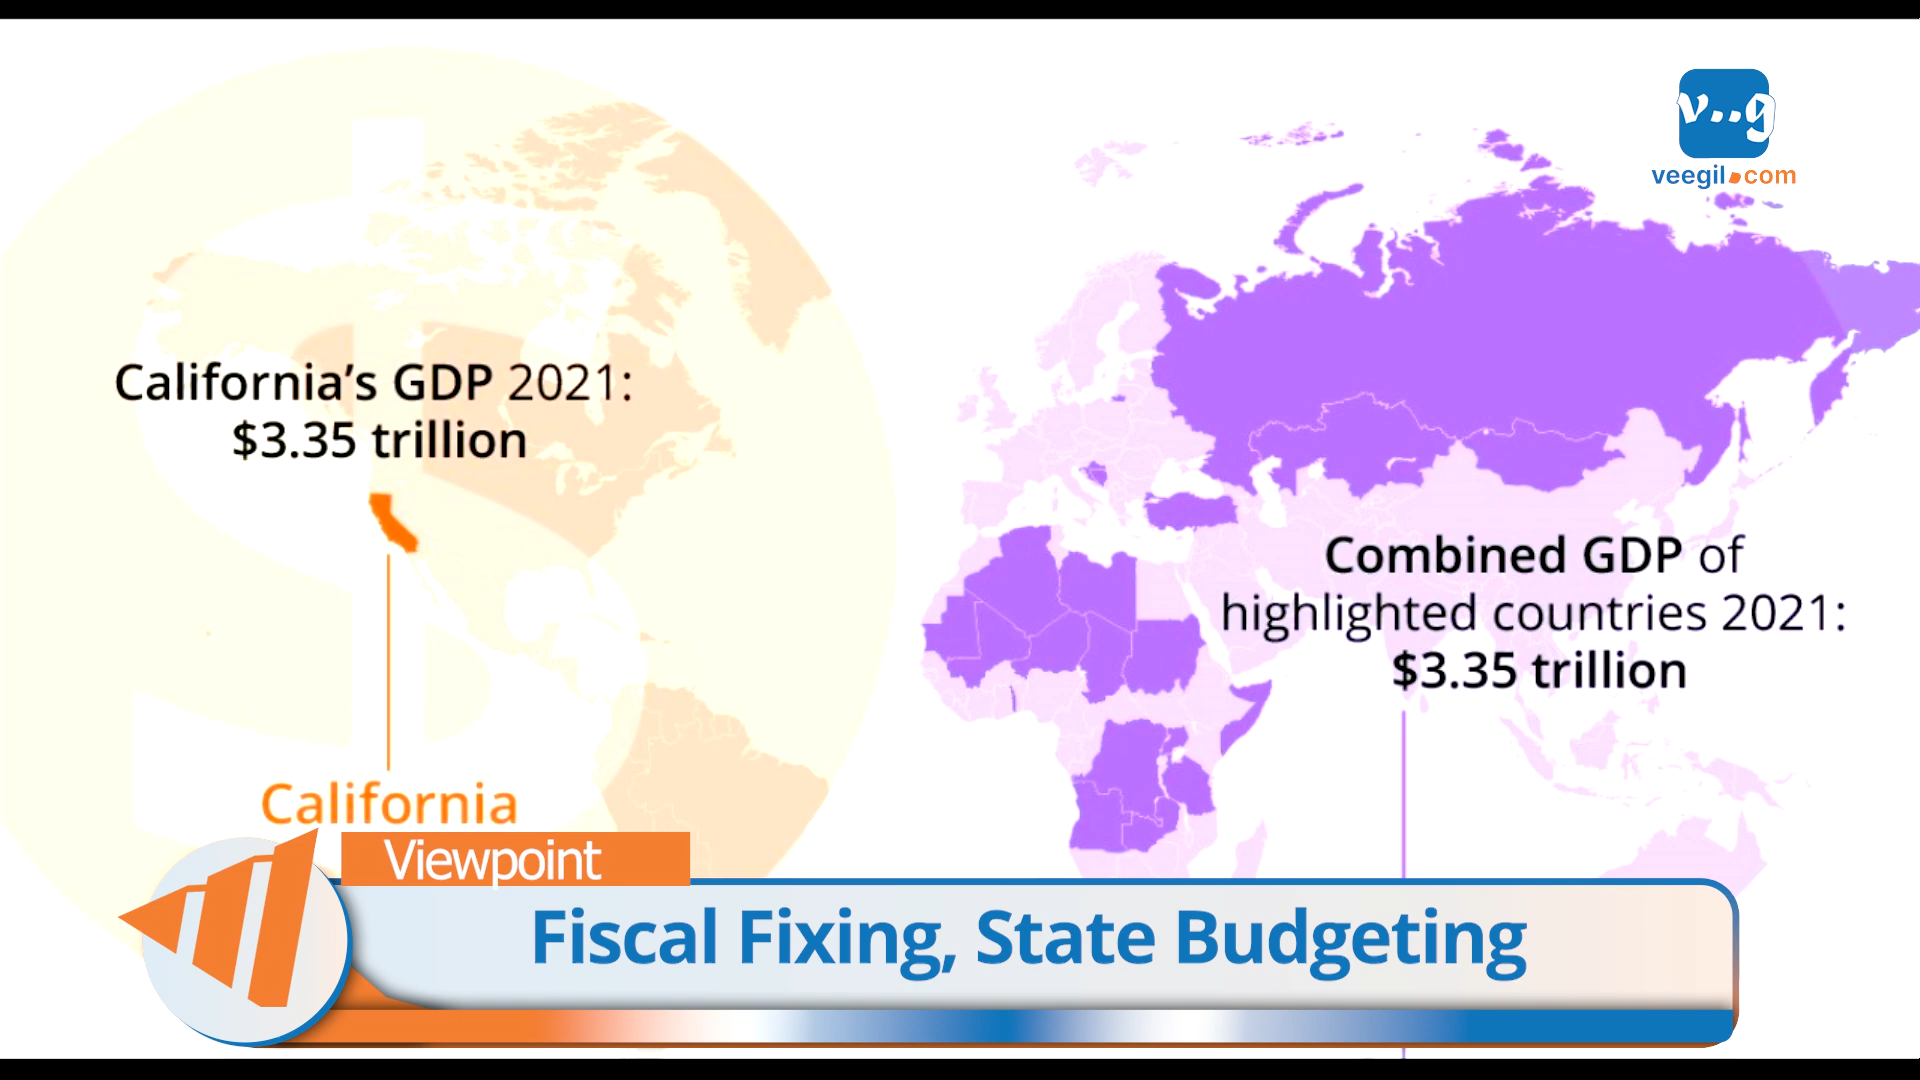 v..g
veegil.com
California's GDP 2021:
$3.35 trillion
Combined GDP of
highlighted countries 2021:
$3.35 trillion
California
Viewpoint
Fiscal Fixing, State Budgeting